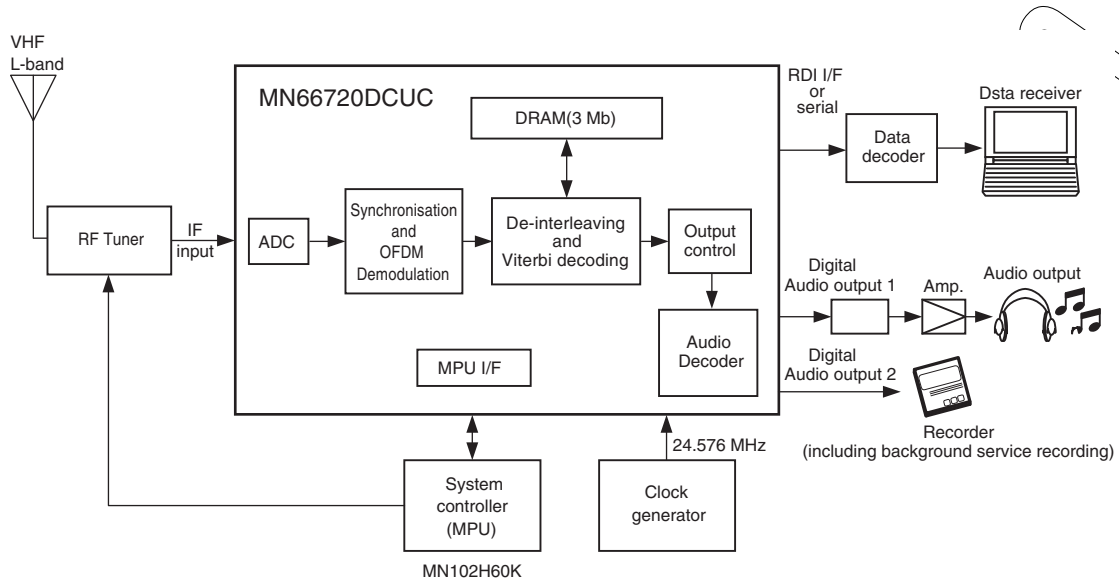 VHF
L-band
RF Tuner
IF
input
MN66720DCUC
DRAM(3 Mb)
ADC
Synchronisation
and
OFDM
Demodulation
De-interleaving
and
Viterbi decoding
Output
control
Audio
Decoder
MPU I/F
RDI I/F
or
serial
Data
decoder
Dsta receiver
Digital
Audio output 1
Amp.
Audio output
Digital
Audio output 2
Recorder
(including background service recording)
24.576 MHz
System
controller
(MPU)
MN102H60K
Clock
generator